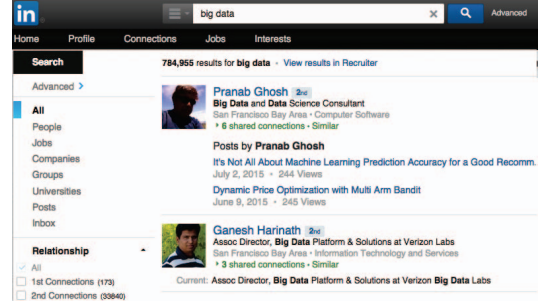 in
big data
Advanced
Home Profile Connections Jobs Interests
Search
Advanced >
All
People
Jobs
Companies
Groups
Universities
Posts
Inbox
Relationship
All
1st Connections (173)
2nd Connections (33840)
784,955 results for big data • View results in Recruiter
Pranab Ghosh 2nd
Big Data and Data Science Consultant
San Francisco Bay Area • Computer Software
6 shared connections • Similar
Posts by Pranab Ghosh
It's Not All About Machine Learning Prediction Accuracy for a Good Recomm.
July 2, 2015 • 244 Views
Dynamic Price Optimization with Multi Arm Bandit
June 9, 2015 • 245 Views
Ganesh Harinath 2nd
Assoc Director, Big Data Platform & Solutions at Verizon Labs
San Francisco Bay Area • Information Technology and Services
3 shared connections • Similar
Current: Assoc Director, Big Data Platform & Solutions at Verizon Big Data Labs